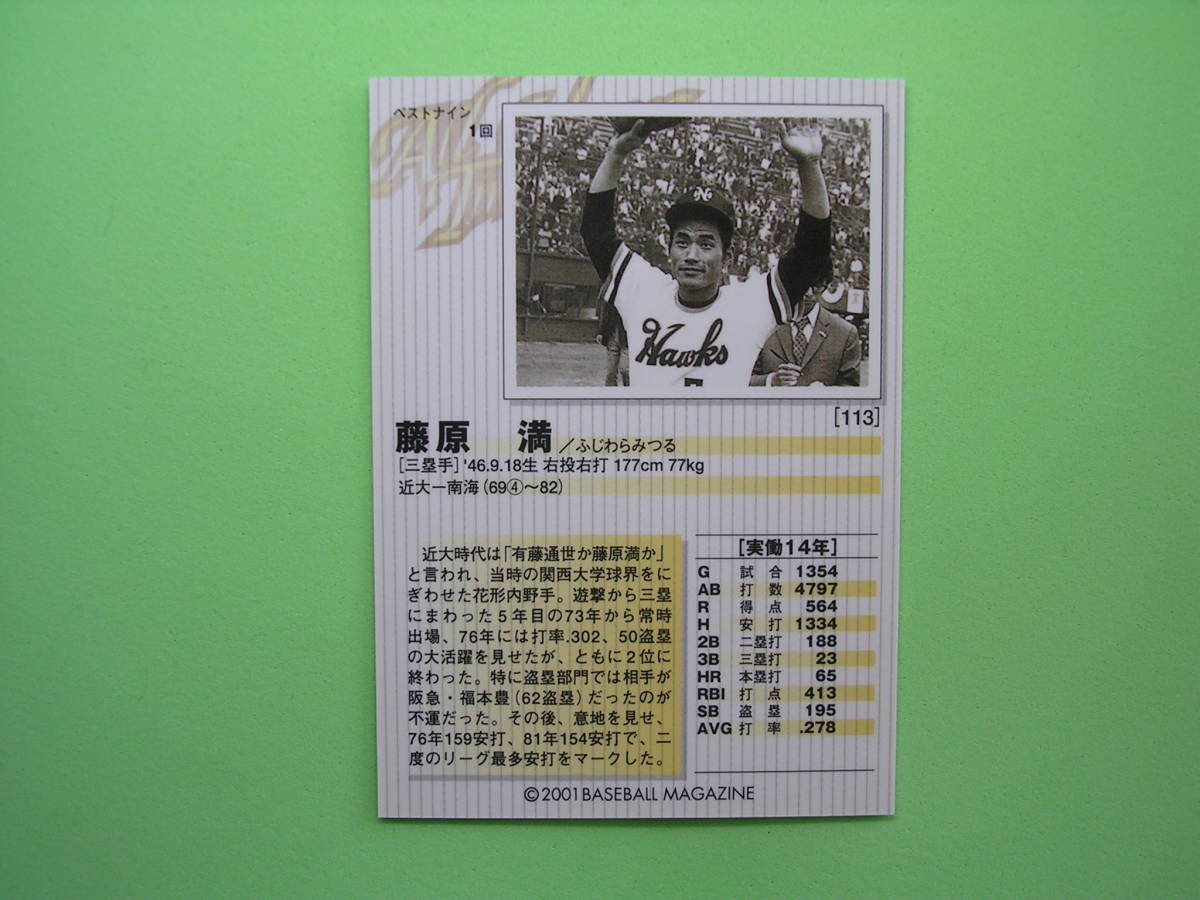 ベストナイン
1回
N
Hawks
[113]
藤原 満/ふじわらみつる
[三塁手] '46.9.18生 右投右打 177cm 77kg
近大ー南海(69④〜82)
近大時代は「有藤通世か藤原満か」
と言われ、当時の関西大学球界をに
ぎわせた花形内野手。遊撃から三塁
にまわった5年目の73年から常時
出場、76年には打率.302、50盗塁
の大活躍を見せたが、ともに2位に
終わった。特に盗塁部門では相手が
阪急・福本豊(62盗塁)だったのが
不運だった。その後、意地を見せ、
76年159安打、81年154安打で、二
度のリーグ最多安打をマークした。
[実働14年]
G 試合 1354
AB 打数 4797
R 得点 564
H 安打 1334
2B 二塁打 188
3B 三塁打 23
HR 本塁打 65
RBI 打点 413
SB 盗塁 195
AVG 打率 .278
©2001 BASEBALL MAGAZINE